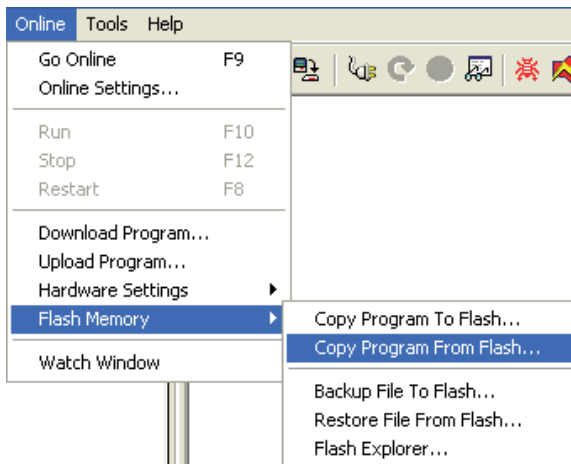 Online Tools Help
Go Online F9
Online Settings...
Run F10
Stop F12
Restart F8
Download Program...
Upload Program...
Hardware Settings
Flash Memory
Copy Program To Flash...
Copy Program From Flash...
Watch Window
Backup File To Flash...
Restore File From Flash...
Flash Explorer...